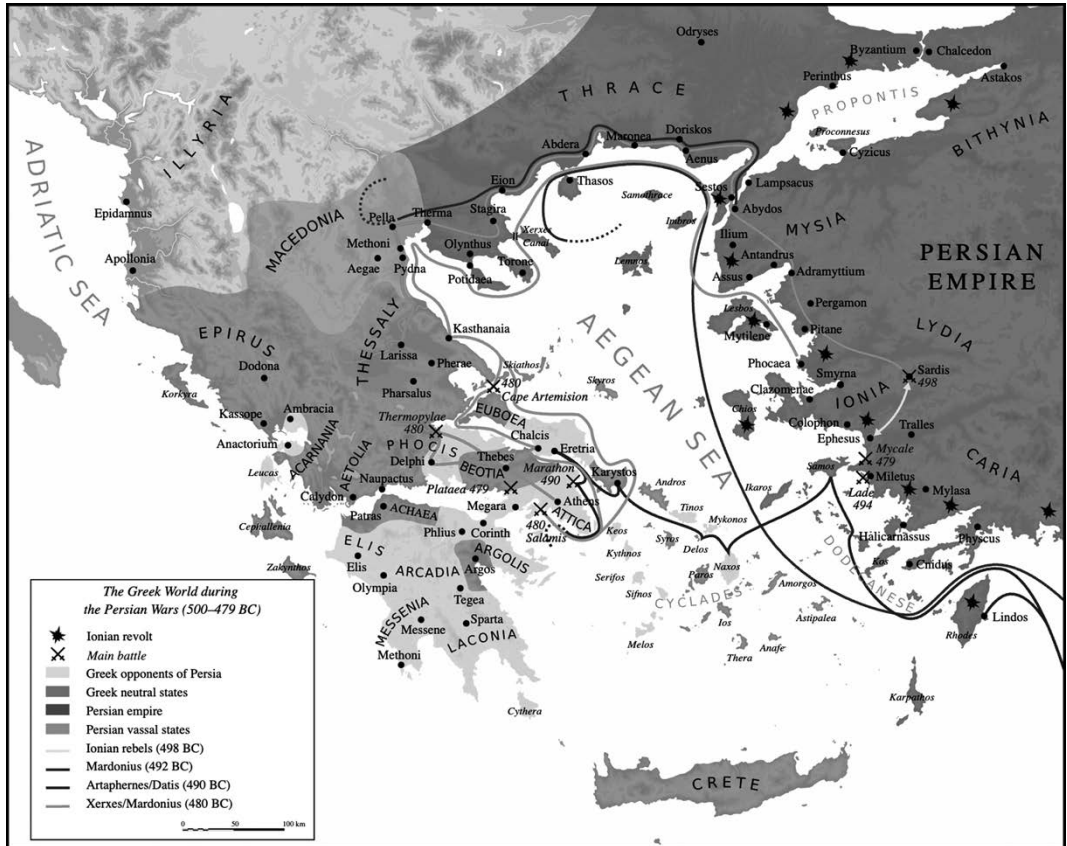 Odryses
Byzantium
Chalcedon
Perinthus
Astakos
THRACE
PROPONTIS
Proconnesus
Cyzicus
BITHYNIA
ADRIATIC SEA
ILLYRIA
Epidamnus
Apollonia
MACEDONIA
Abdera
Maronea
Doriskos
Aenus
Eion
Thasos
Samothrace
Sestos
Lampsacus
Abydos
Imbros
Pella
Therma
Stagira
Xerxes
Canal
Methoni
Olynthus
Torone
Aegae
Pydna
Potidaea
Lemnos
Ilium
MYSIA
Antandrus
Assus
Adramyttium
PERSIAN
EMPIRE
Pergamon
Lesbos
Mytilene
Pitane
LYDIA
EPIRUS
THESSALY
Kasthanaia
Larissa
Pherae
Dodona
Pharsalus
Skiathos
480
Cape Artemision
Skyros
AEGEAN SEA
Phocaea
Smyrna
Sardis
498
Clazomenae
IONIA
Korkyra
Kassope
Ambracia
Anactorium
Thermopylae
480
EUBOEA
Chios
Colophon
Ephesus
Tralles
Mycale
479
Leucas
ACARNANIA
AETOLIA
PHOCIS
Delphi
BEOTIA
Thebes
Chalcis
Eretria
Marathon
490
Karystos
Samos
Miletus
CARIA
Lade
494
Mylasa
Naupactus
Plataea 479
Calydon
Megara
Athens
ATTICA
Andros
Ikaros
Tinos
Mykonos
Patras
ACHAEA
480
Salamis
Keos
Halicarnassus
Physcus
Cephallenia
Phlius
Corinth
Syros
Delos
Kythnos
Naxos
DODECANESE
Kos
Cnidus
ELIS
Elis
ARGOLIS
Argos
Zakynthos
ARCADIA
Olympia
Serifos
Paros
Sifnos
CYCLADES
Amorgos
Tegea
Ios
Astipalea
Lindos
MESSENIA
Messene
Sparta
LACONIA
Rhodes
Melos
Thera
Anafe
Methoni
Cythera
Karpathos
CRETE
The Greek World during
the Persian Wars (500–479 BC)
Ionian revolt
Main battle
Greek opponents of Persia
Greek neutral states
Persian empire
Persian vassal states
Ionian rebels (498 BC)
Mardonius (492 BC)
Artaphernes/Datis (490 BC)
Xerxes/Mardonius (480 BC)
0 50 100 km